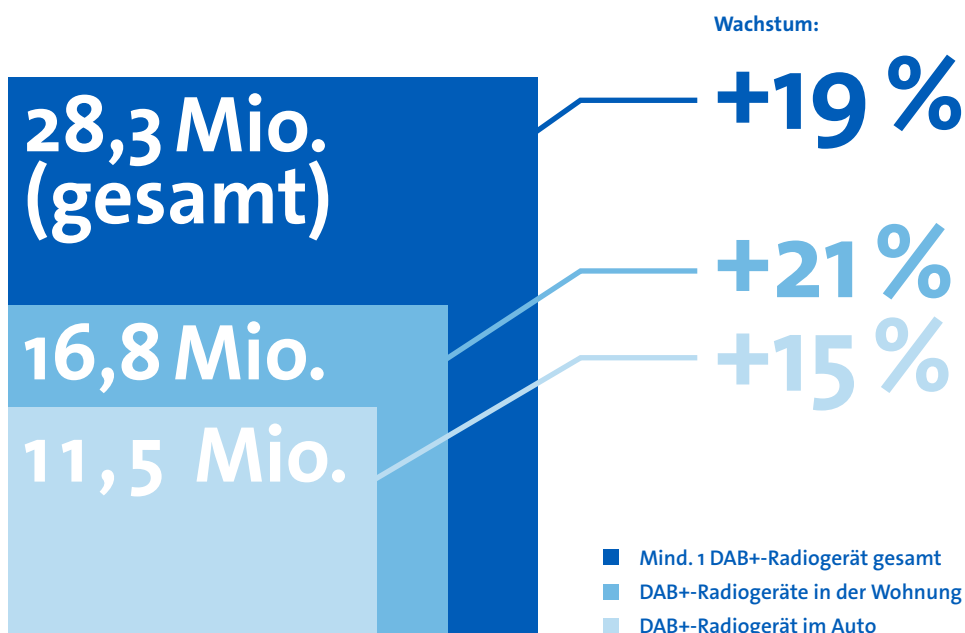 Wachstum:
+19 %
28,3 Mio.
(gesamt)
+21 %
16,8 Mio.
+15 %
11,5 Mio.
Mind. 1 DAB+-Radiogerät gesamt
DAB+-Radiogeräte in der Wohnung
DAB+-Radiogerät im Auto